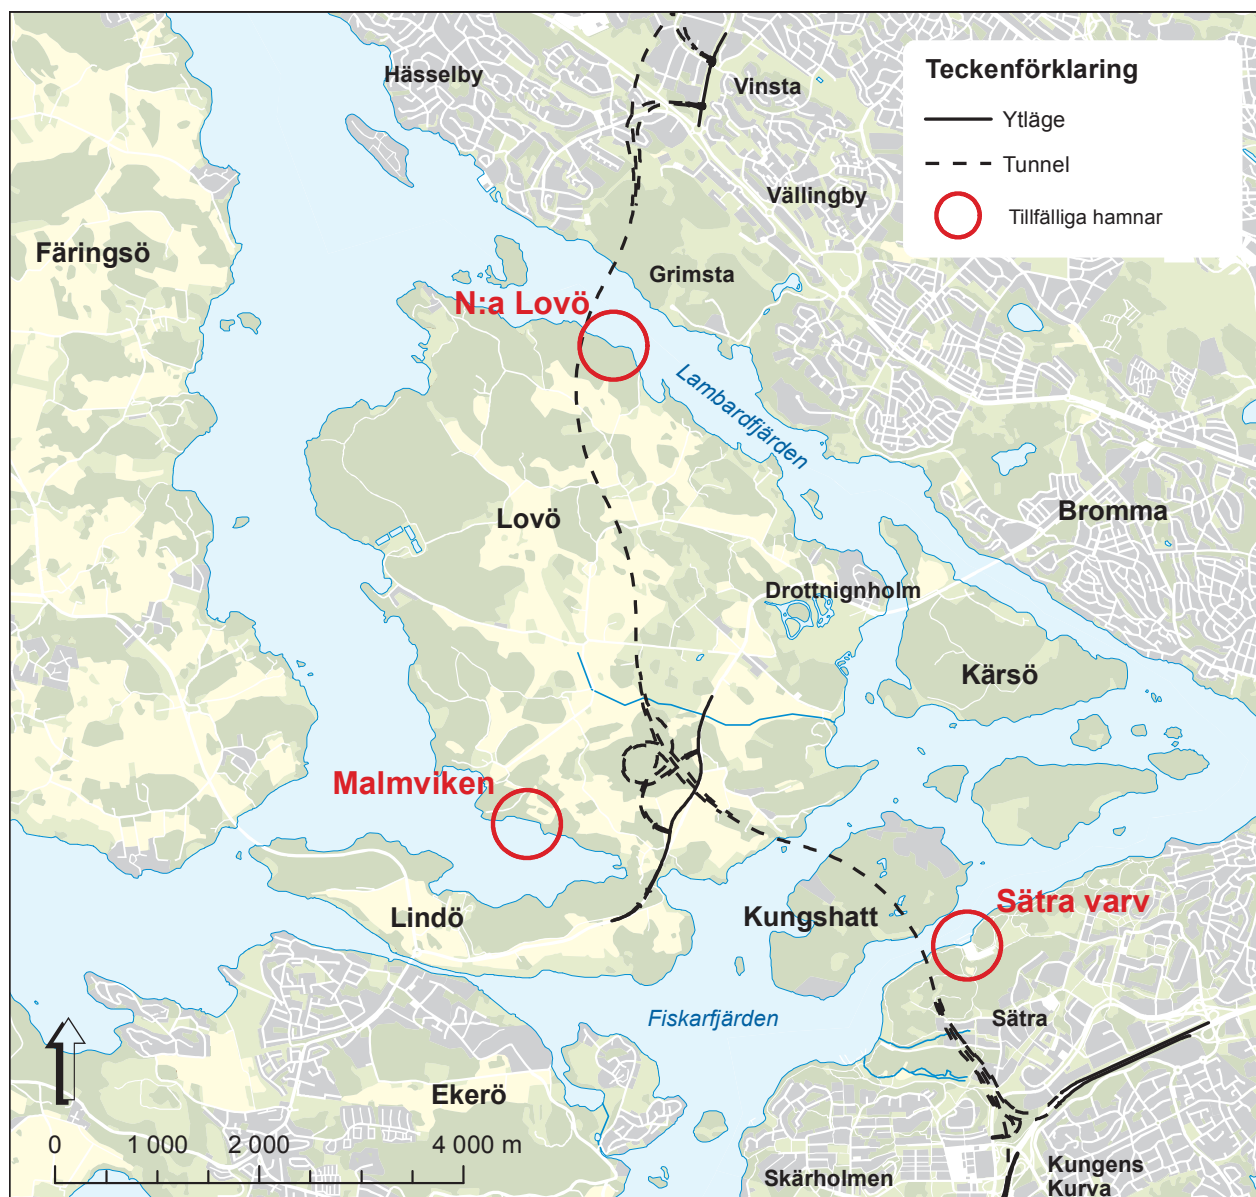 Hässelby
Vinsta
Teckenförklaring
Ytläge
Tunnel
Tillfälliga hamnar
Vällingby
Färingsö
Grimsta
N:a Lovö
Lambardfjärden
Lovö
Bromma
Drottnignholm
Kärsö
Malmviken
Lindö
Kungshatt
Sätra varv
Fiskarfjärden
Sätra
Ekerö
0 1 000 2 000 4 000 m
Skärholmen
Kungens
Kurva